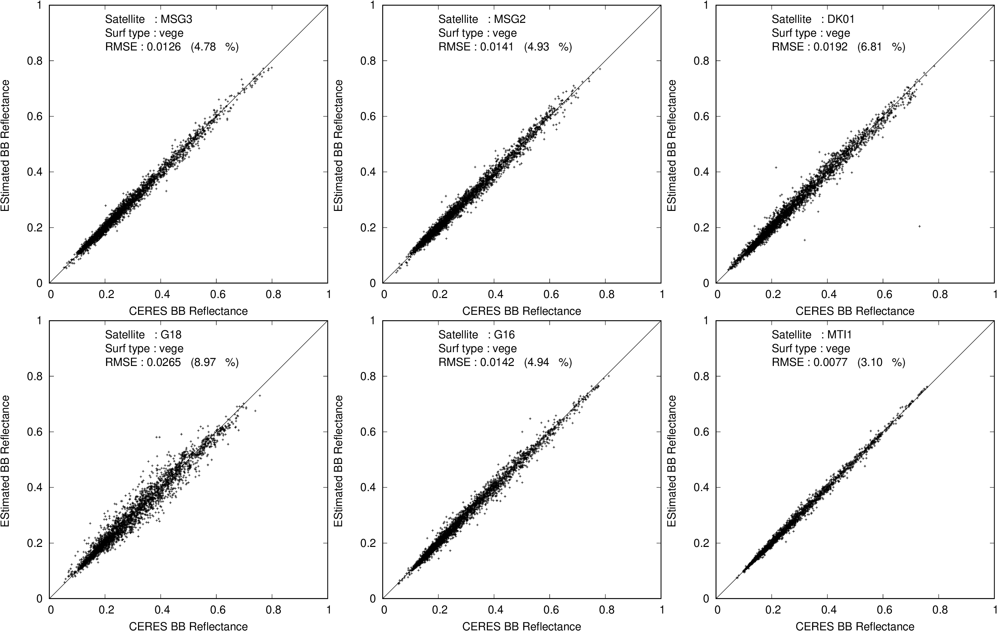 Satellite : MSG3
Surf type : vege
RMSE : 0.0126 (4.78 %)
EStimated BB Reflectance
1
0.8
0.6
0.4
0.2
0
0 0.2 0.4 0.6 0.8 1
CERES BB Reflectance
Satellite : MSG2
Surf type : vege
RMSE : 0.0141 (4.93 %)
EStimated BB Reflectance
1
0.8
0.6
0.4
0.2
0
0 0.2 0.4 0.6 0.8 1
CERES BB Reflectance
Satellite : DK01
Surf type : vege
RMSE : 0.0192 (6.81 %)
EStimated BB Reflectance
1
0.8
0.6
0.4
0.2
0
0 0.2 0.4 0.6 0.8 1
CERES BB Reflectance
Satellite : G18
Surf type : vege
RMSE : 0.0265 (8.97 %)
EStimated BB Reflectance
1
0.8
0.6
0.4
0.2
0
0 0.2 0.4 0.6 0.8 1
CERES BB Reflectance
Satellite : G16
Surf type : vege
RMSE : 0.0142 (4.94 %)
EStimated BB Reflectance
1
0.8
0.6
0.4
0.2
0
0 0.2 0.4 0.6 0.8 1
CERES BB Reflectance
Satellite : MTI1
Surf type : vege
RMSE : 0.0077 (3.10 %)
EStimated BB Reflectance
1
0.8
0.6
0.4
0.2
0
0 0.2 0.4 0.6 0.8 1
CERES BB Reflectance